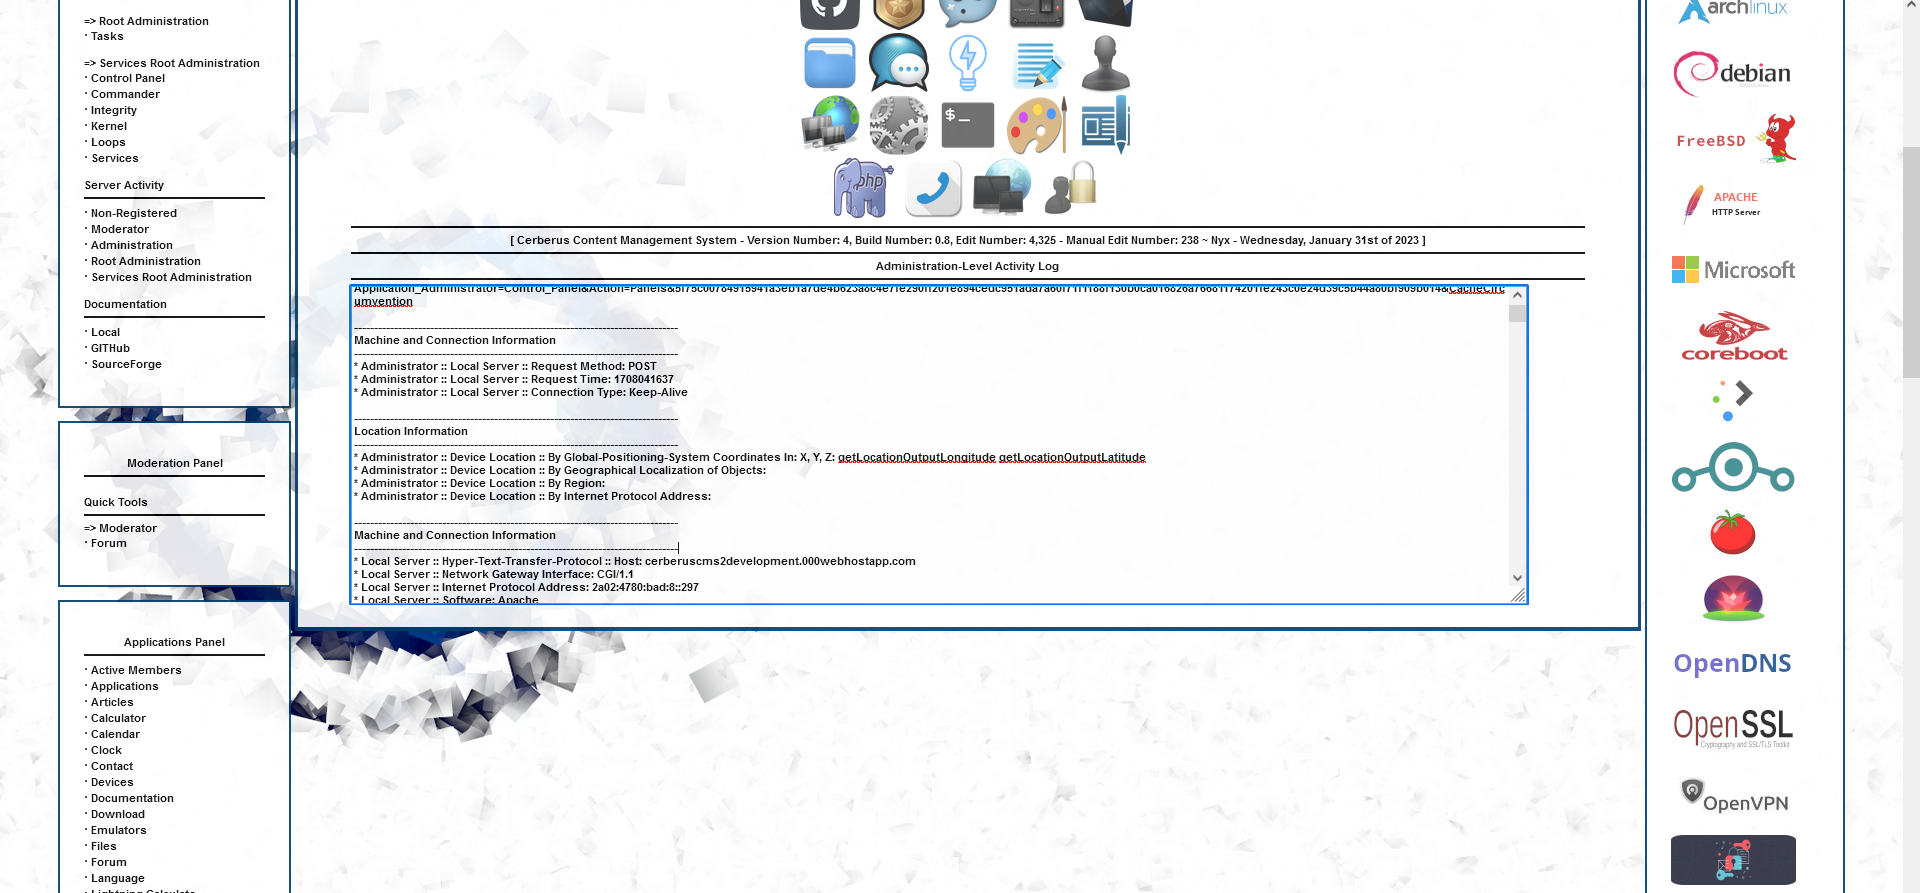 => Root Administration
· Tasks
=> Services Root Administration
· Control Panel
· Commander
· Integrity
· Kernel
· Loops
· Services
Server Activity
· Non-Registered
· Moderator
· Administration
· Root Administration
· Services Root Administration
Documentation
· Local
· GITHub
· SourceForge
Moderation Panel
Quick Tools
=> Moderator
· Forum
Applications Panel
· Active Members
· Applications
· Articles
· Calculator
· Calendar
· Clock
· Contact
· Devices
· Documentation
· Download
· Emulators
· Files
· Forum
· Language
$_
php
[ Cerberus Content Management System - Version Number: 4, Build Number: 0.8, Edit Number: 4,325 - Manual Edit Number: 238 ~ Nyx - Wednesday, January 31st of 2023 ]
Administration-Level Activity Log
umvention
Machine and Connection Information
* Administrator :: Local Server :: Request Method: POST
* Administrator :: Local Server :: Request Time: 1708041637
* Administrator :: Local Server :: Connection Type: Keep-Alive
Location Information
* Administrator :: Device Location :: By Global-Positioning-System Coordinates In: X, Y, Z: getLocationOutputLongitude getLocationOutputLatitude
* Administrator :: Device Location :: By Geographical Localization of Objects:
* Administrator :: Device Location :: By Region:
* Administrator :: Device Location :: By Internet Protocol Address:
Machine and Connection Information
* Local Server :: Hyper-Text-Transfer-Protocol :: Host: cerberuscms2development.000webhostapp.com
* Local Server :: Network Gateway Interface: CGI/1.1
* Local Server :: Internet Protocol Address: 2a02:4780:bad:8::297
* Local Server :: Software: Apache
archlinux
debian
FreeBSD
APACHE
HTTP Server
Microsoft
coreboot
OpenDNS
OpenSSL
Cryptography and SSL/TLS Toolkit
OpenVPN